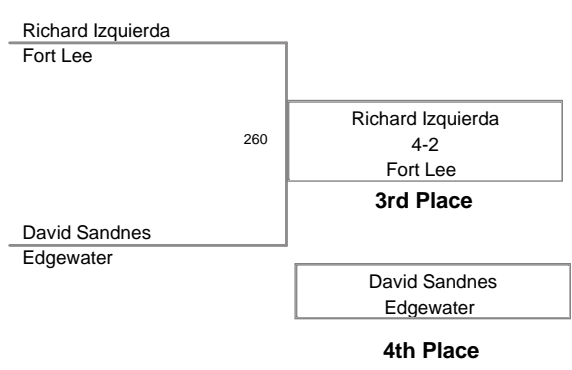 Richard Izquierda
Fort Lee
260
Richard Izquierda
4-2
Fort Lee
3rd Place
David Sandnes
Edgewater
David Sandnes
Edgewater
4th Place